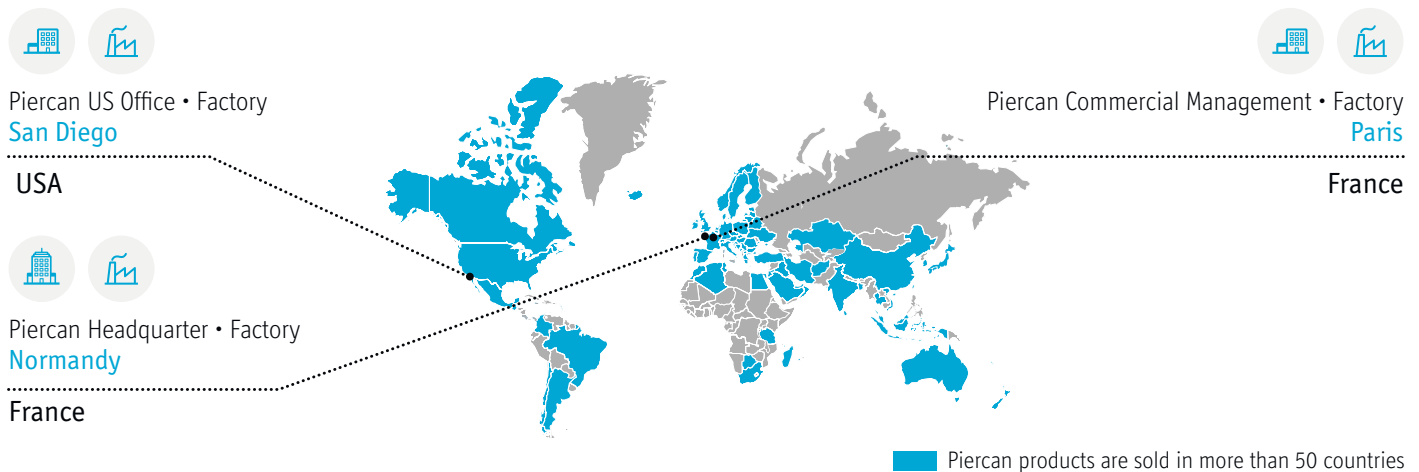 Piercan US Office • Factory
San Diego
USA
Piercan Headquarter • Factory
Normandy
France
Piercan Commercial Management • Factory
Paris
France
Piercan products are sold in more than 50 countries